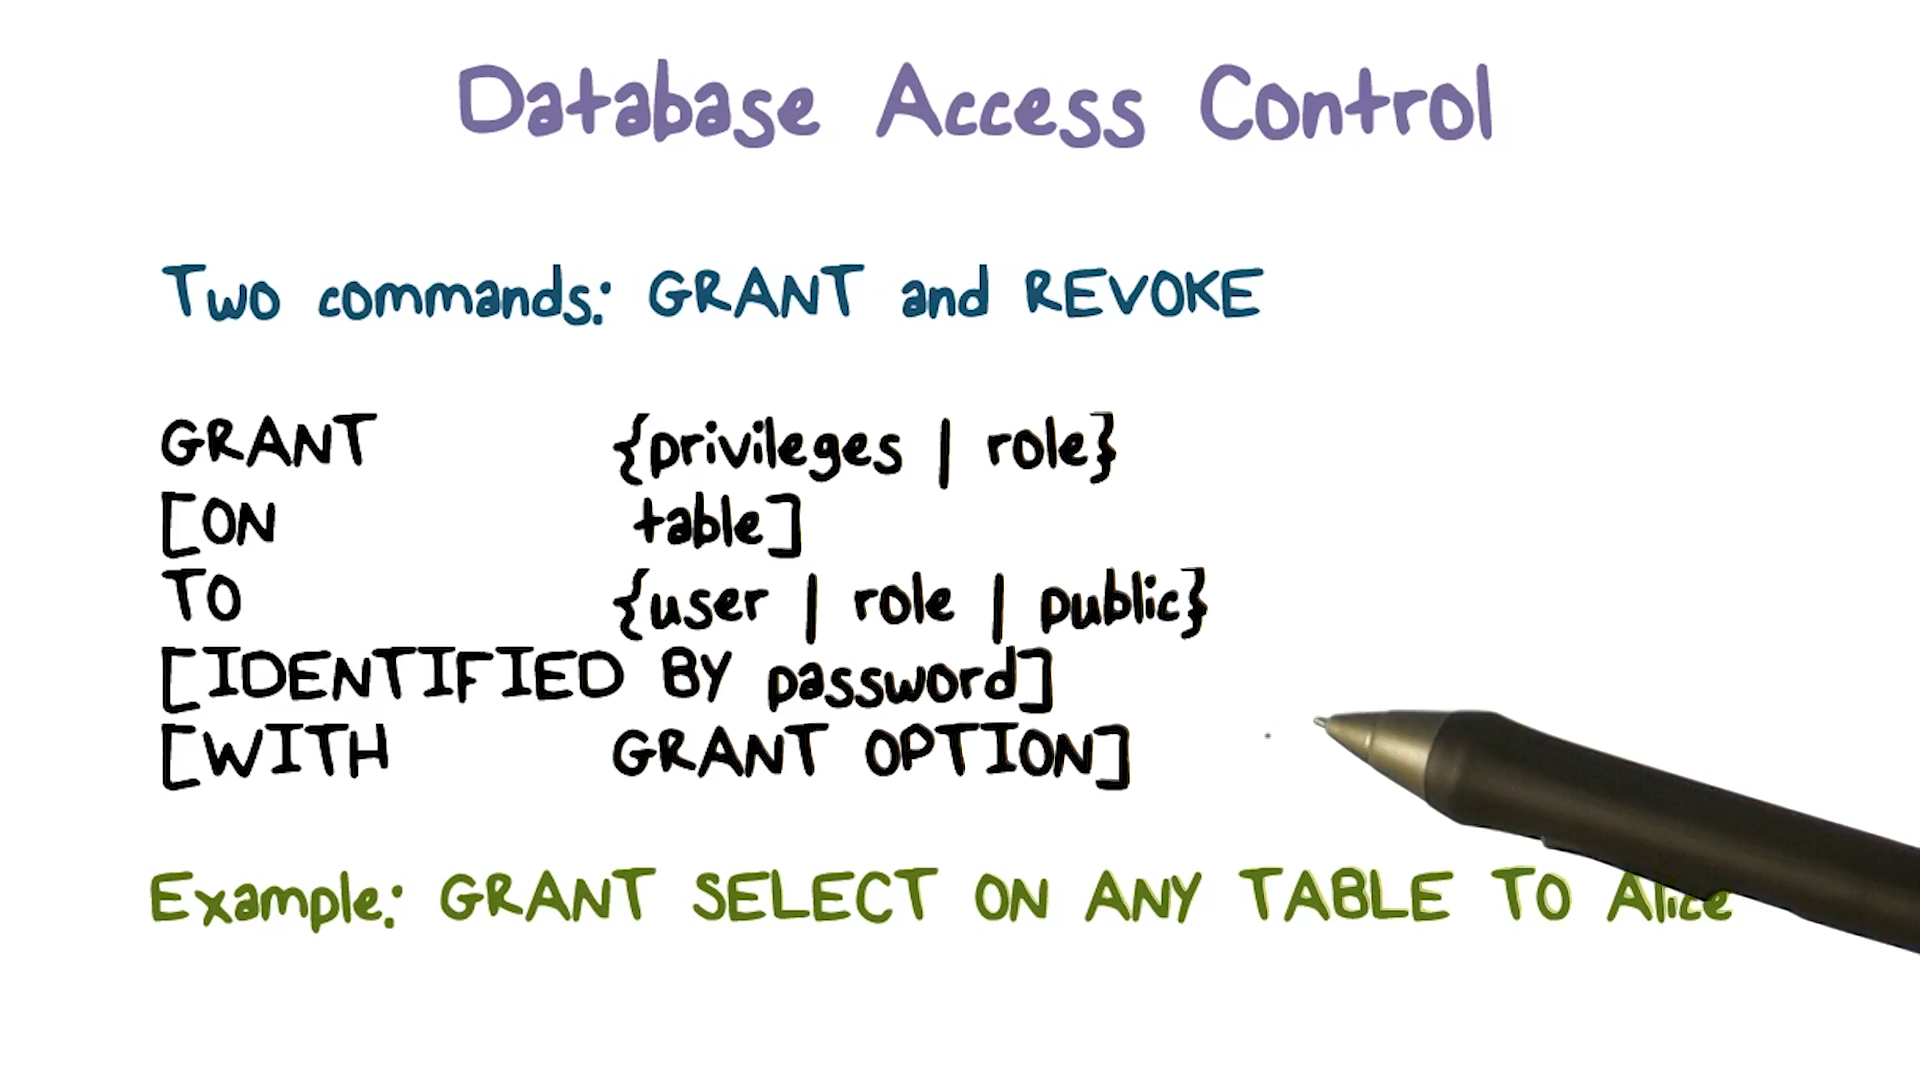 Database Access Control
Two commands: GRANT and REVOKE
GRANT {privileges | role}
[ON table]
TO {user | role | public}
[IDENTIFIED BY password]
[WITH GRANT OPTION]
Example: GRANT SELECT ON ANY TABLE TO Alice